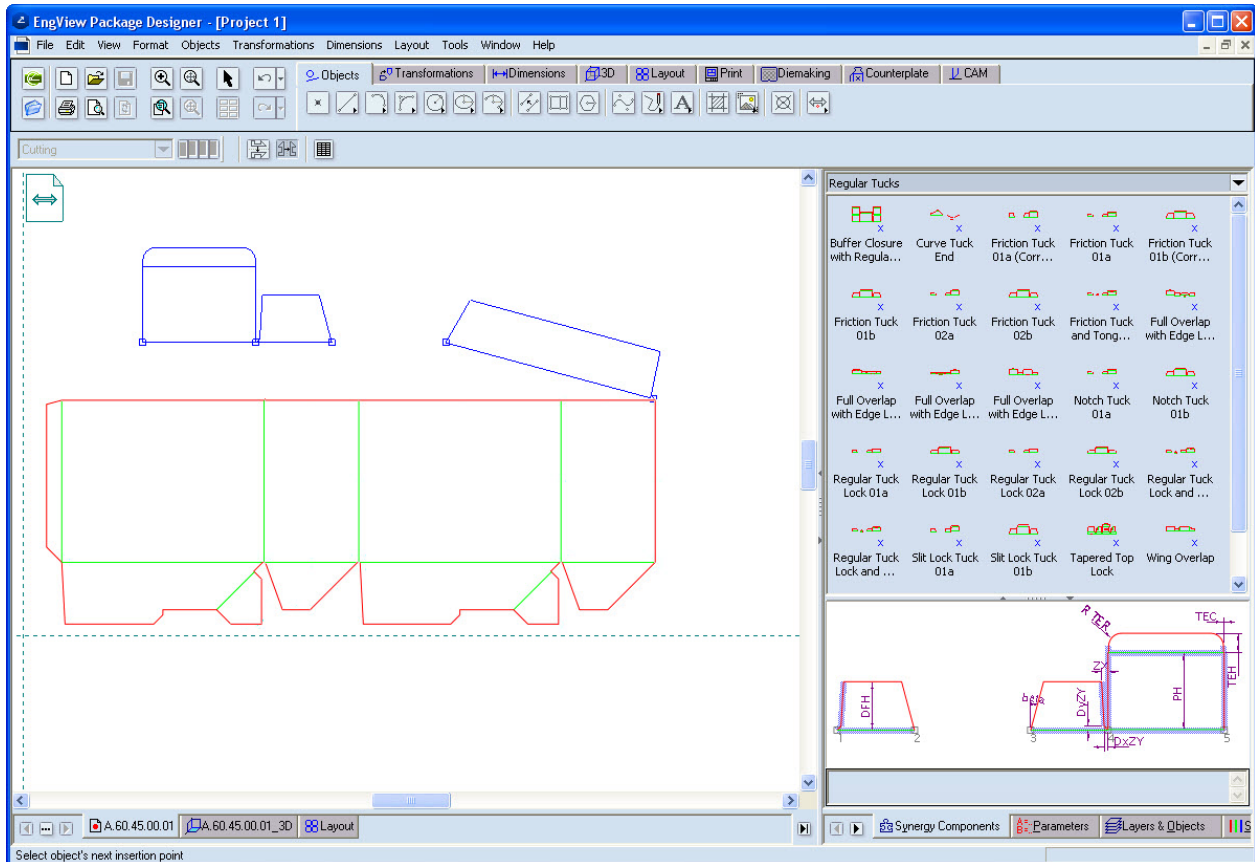 EngView Package Designer - [Project 1]
File Edit View Format Objects Transformations Dimensions Layout Tools Window Help
Objects Transformations Dimensions 3D Layout Print Diemaking Counterplate CAM
Cutting
Regular Tucks
Buffer Closure Curve Tuck Friction Tuck Friction Tuck Friction Tuck
with Regula... End 01a (Corr... 01a 01b (Corr...
Friction Tuck Friction Tuck Friction Tuck Friction Tuck Full Overlap
01b 02a 02b and Tong... with Edge L...
Full Overlap Full Overlap Full Overlap Notch Tuck Notch Tuck
with Edge L... with Edge L... with Edge L... 01a 01b
Regular Tuck Regular Tuck Regular Tuck Regular Tuck Regular Tuck
Lock 01a Lock 01b Lock 02a Lock 02b Lock and ...
Regular Tuck Slit Lock Tuck Slit Lock Tuck Tapered Top Wing Overlap
Lock and ... 01a 01b Lock
R TER TEC
ZY TEH
DFH DyZY PH
1 2 3 4 5
DxZY
A.60.45.00.01 A.60.45.00.01_3D Layout
Synergy Components Parameters Layers & Objects S
Select object's next insertion point